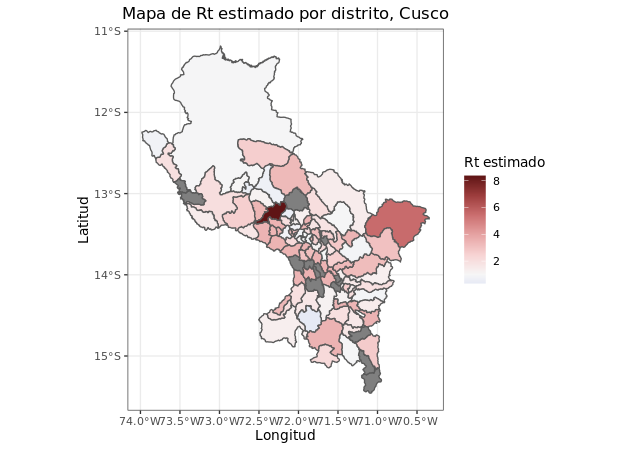 Mapa de Rt estimado por distrito, Cusco
11°S
12°S
13°S
14°S
15°S
Latitud
74.0°W 73.5°W 73.0°W 72.5°W 72.0°W 71.5°W 71.0°W 70.5°W
Longitud
Rt estimado
8
6
4
2